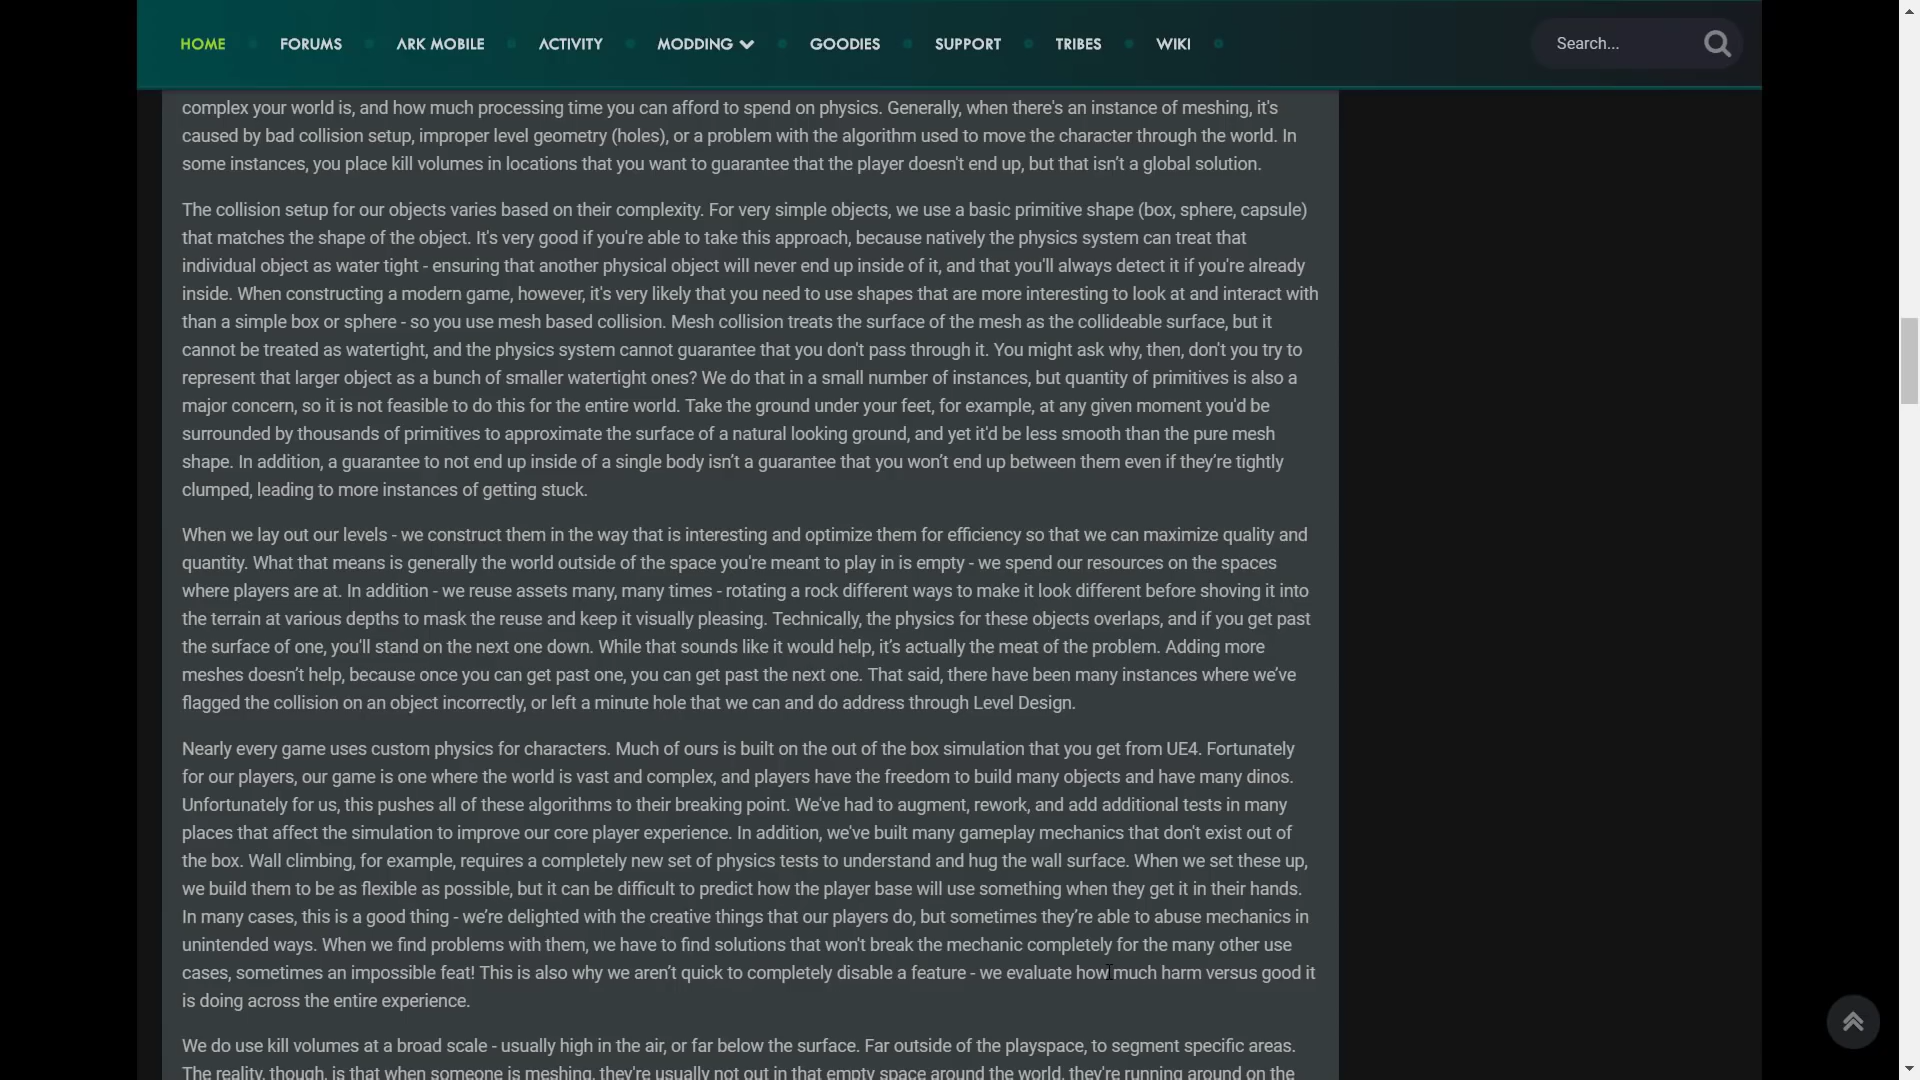 HOME FORUMS ARK MOBILE ACTIVITY MODDING GOODIES SUPPORT TRIBES WIKI Search...
complex your world is, and how much processing time you can afford to spend on physics. Generally, when there's an instance of meshing, it's
caused by bad collision setup, improper level geometry (holes), or a problem with the algorithm used to move the character through the world. In
some instances, you place kill volumes in locations that you want to guarantee that the player doesn't end up, but that isn’t a global solution.
The collision setup for our objects varies based on their complexity. For very simple objects, we use a basic primitive shape (box, sphere, capsule)
that matches the shape of the object. It's very good if you're able to take this approach, because natively the physics system can treat that
individual object as water tight - ensuring that another physical object will never end up inside of it, and that you'll always detect it if you're already
inside. When constructing a modern game, however, it's very likely that you need to use shapes that are more interesting to look at and interact with
than a simple box or sphere - so you use mesh based collision. Mesh collision treats the surface of the mesh as the collideable surface, but it
cannot be treated as watertight, and the physics system cannot guarantee that you don't pass through it. You might ask why, then, don't you try to
represent that larger object as a bunch of smaller watertight ones? We do that in a small number of instances, but quantity of primitives is also a
major concern, so it is not feasible to do this for the entire world. Take the ground under your feet, for example, at any given moment you'd be
surrounded by thousands of primitives to approximate the surface of a natural looking ground, and yet it'd be less smooth than the pure mesh
shape. In addition, a guarantee to not end up inside of a single body isn’t a guarantee that you won’t end up between them even if they’re tightly
clumped, leading to more instances of getting stuck.
When we lay out our levels - we construct them in the way that is interesting and optimize them for efficiency so that we can maximize quality and
quantity. What that means is generally the world outside of the space you're meant to play in is empty - we spend our resources on the spaces
where players are at. In addition - we reuse assets many, many times - rotating a rock different ways to make it look different before shoving it into
the terrain at various depths to mask the reuse and keep it visually pleasing. Technically, the physics for these objects overlaps, and if you get past
the surface of one, you'll stand on the next one down. While that sounds like it would help, it’s actually the meat of the problem. Adding more
meshes doesn’t help, because once you can get past one, you can get past the next one. That said, there have been many instances where we’ve
flagged the collision on an object incorrectly, or left a minute hole that we can and do address through Level Design.
Nearly every game uses custom physics for characters. Much of ours is built on the out of the box simulation that you get from UE4. Fortunately
for our players, our game is one where the world is vast and complex, and players have the freedom to build many objects and have many dinos.
Unfortunately for us, this pushes all of these algorithms to their breaking point. We've had to augment, rework, and add additional tests in many
places that affect the simulation to improve our core player experience. In addition, we've built many gameplay mechanics that don't exist out of
the box. Wall climbing, for example, requires a completely new set of physics tests to understand and hug the wall surface. When we set these up,
we build them to be as flexible as possible, but it can be difficult to predict how the player base will use something when they get it in their hands.
In many cases, this is a good thing - we’re delighted with the creative things that our players do, but sometimes they’re able to abuse mechanics in
unintended ways. When we find problems with them, we have to find solutions that won't break the mechanic completely for the many other use
cases, sometimes an impossible feat! This is also why we aren’t quick to completely disable a feature - we evaluate how much harm versus good it
is doing across the entire experience.
We do use kill volumes at a broad scale - usually high in the air, or far below the surface. Far outside of the playspace, to segment specific areas.
The reality, though, is that when someone is meshing, they're usually not out in that empty space around the world, they're running around on the